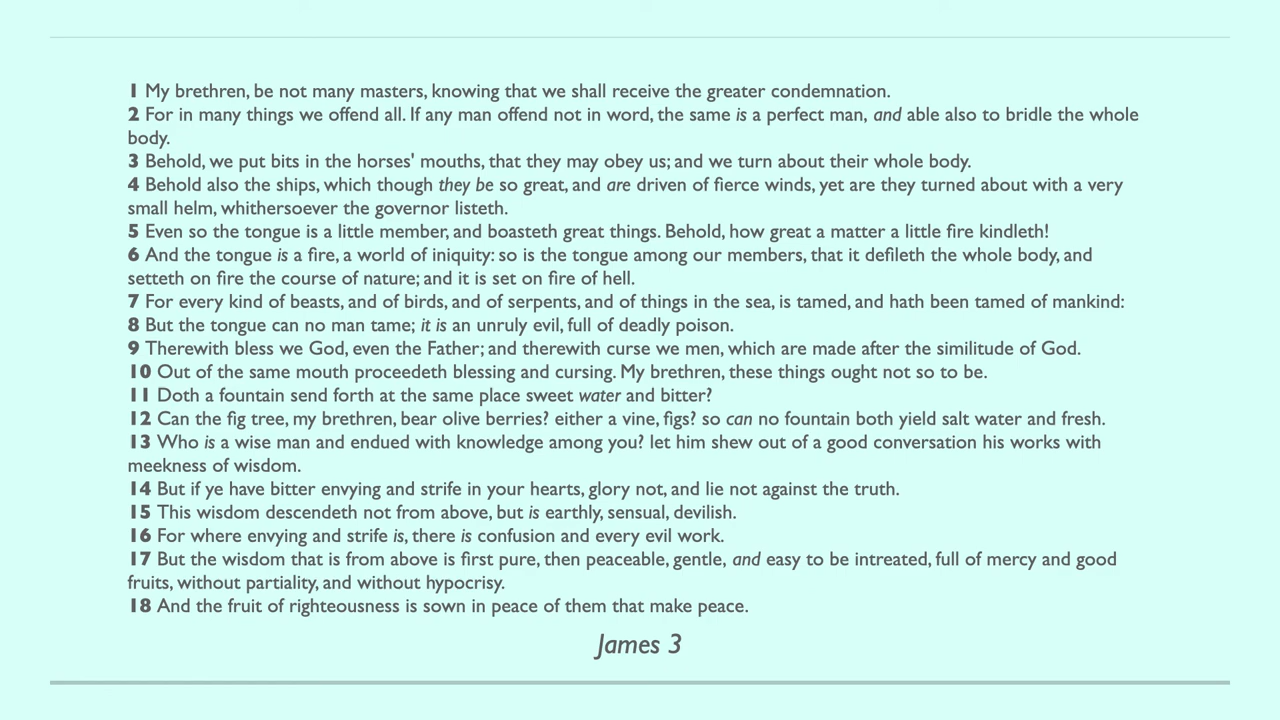 1 My brethren, be not many masters, knowing that we shall receive the greater condemnation.
2 For in many things we offend all. If any man offend not in word, the same is a perfect man, and able also to bridle the whole
body.
3 Behold, we put bits in the horses' mouths, that they may obey us; and we turn about their whole body.
4 Behold also the ships, which though they be so great, and are driven of fierce winds, yet are they turned about with a very
small helm, whithersoever the governor listeth.
5 Even so the tongue is a little member, and boasteth great things. Behold, how great a matter a little fire kindleth!
6 And the tongue is a fire, a world of iniquity: so is the tongue among our members, that it defileth the whole body, and
setteth on fire the course of nature; and it is set on fire of hell.
7 For every kind of beasts, and of birds, and of serpents, and of things in the sea, is tamed, and hath been tamed of mankind:
8 But the tongue can no man tame; it is an unruly evil, full of deadly poison.
9 Therewith bless we God, even the Father; and therewith curse we men, which are made after the similitude of God.
10 Out of the same mouth proceedeth blessing and cursing. My brethren, these things ought not so to be.
11 Doth a fountain send forth at the same place sweet water and bitter?
12 Can the fig tree, my brethren, bear olive berries? either a vine, figs? so can no fountain both yield salt water and fresh.
13 Who is a wise man and endued with knowledge among you? let him shew out of a good conversation his works with
meekness of wisdom.
14 But if ye have bitter envying and strife in your hearts, glory not, and lie not against the truth.
15 This wisdom descendeth not from above, but is earthly, sensual, devilish.
16 For where envying and strife is, there is confusion and every evil work.
17 But the wisdom that is from above is first pure, then peaceable, gentle, and easy to be intreated, full of mercy and good
fruits, without partiality, and without hypocrisy.
18 And the fruit of righteousness is sown in peace of them that make peace.
James 3